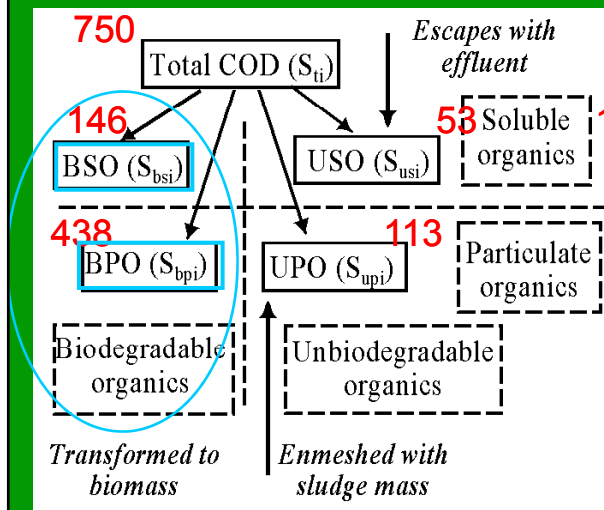 750
Total COD (Sti)
Escapes with
effluent
146
BSO (Sbsi)
USO (Susi)
53
Soluble
organics
438
BPO (Sbpi)
UPO (Supi)
113
Particulate
organics
Biodegradable
organics
Unbiodegradable
organics
Transformed to
biomass
Enmeshed with
sludge mass